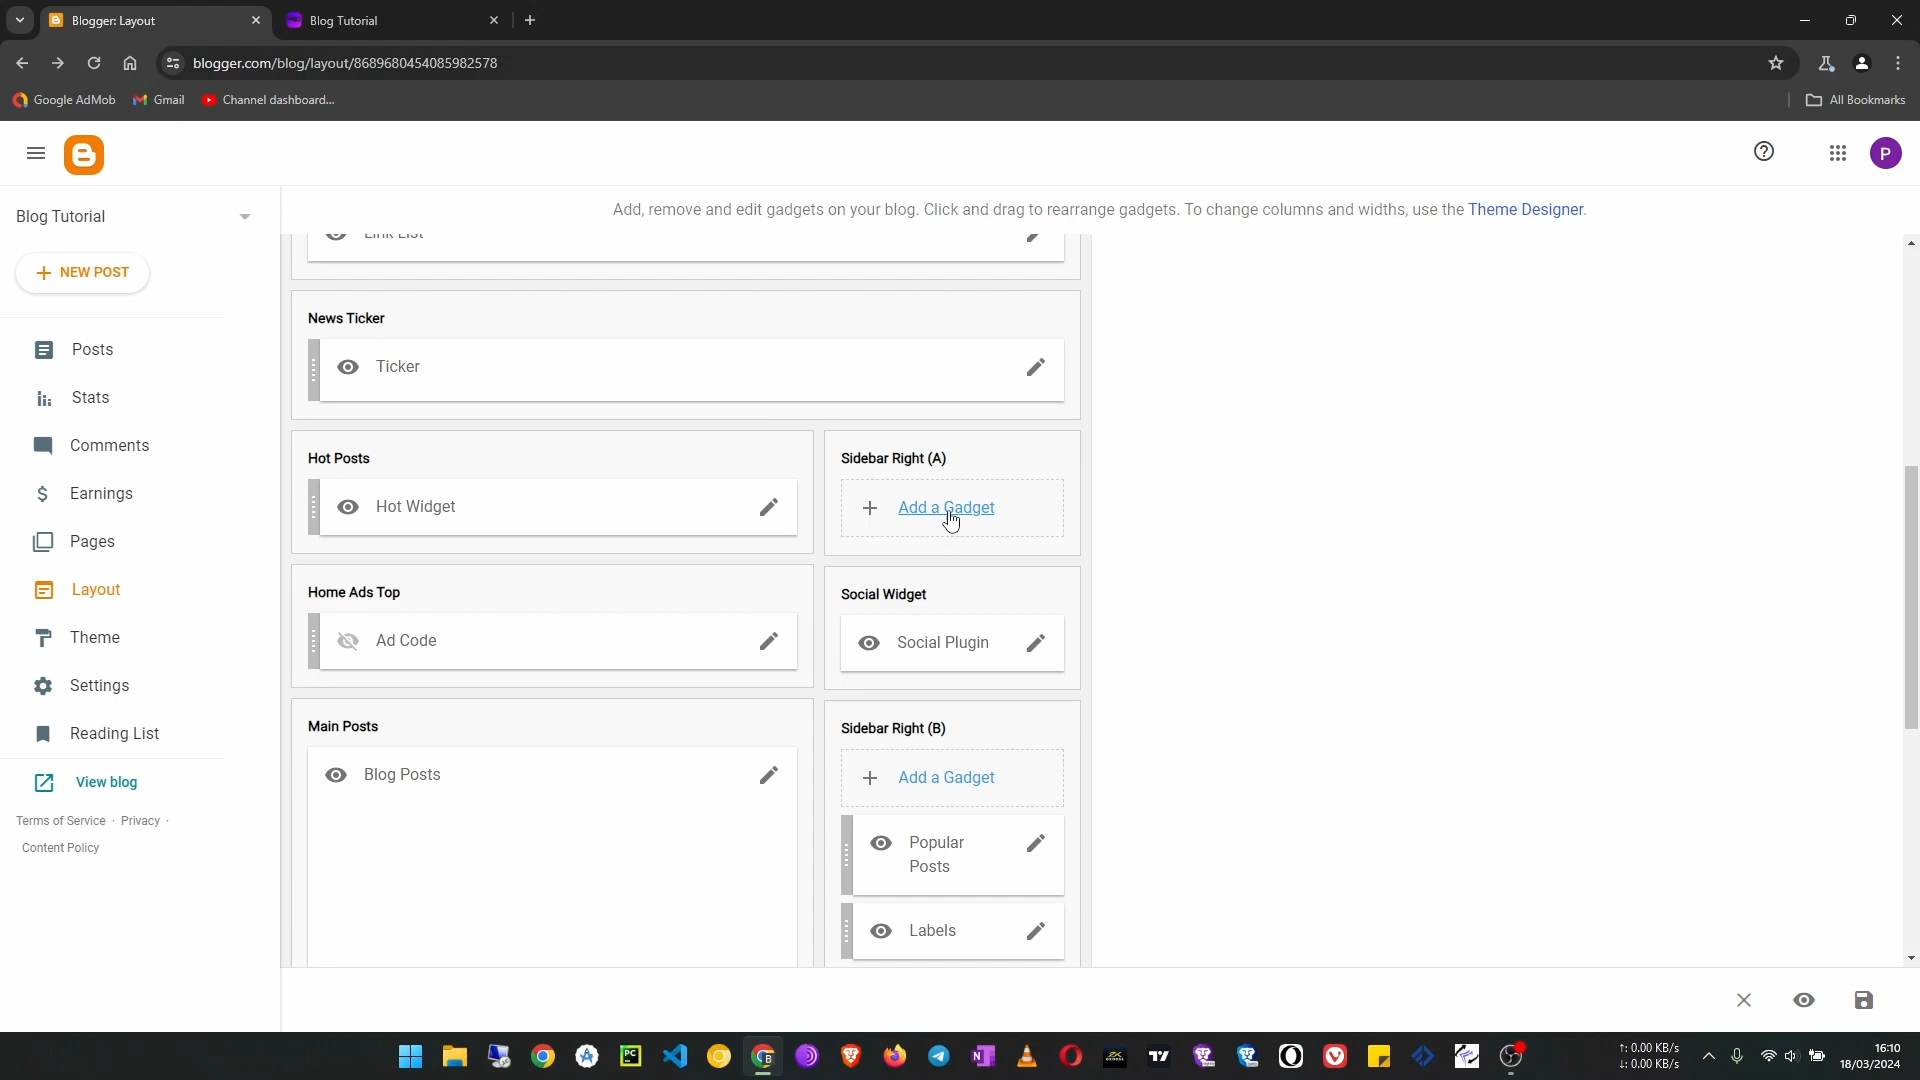 Blogger: Layout
Blog Tutorial
blogger.com/blog/layout/8689680454085982578
Google AdMob
Gmail
Channel dashboard...
All Bookmarks
P
Blog Tutorial
NEW POST
Posts
Stats
Comments
Earnings
Pages
Layout
Theme
Settings
Reading List
View blog
Terms of Service · Privacy ·
Content Policy
Add, remove and edit gadgets on your blog. Click and drag to rearrange gadgets. To change columns and widths, use the Theme Designer.
Link List
News Ticker
Ticker
Hot Posts
Hot Widget
Sidebar Right (A)
Add a Gadget
Home Ads Top
Ad Code
Social Widget
Social Plugin
Main Posts
Blog Posts
Sidebar Right (B)
Add a Gadget
Popular
Posts
Labels
↑: 0.00 KB/s
↓: 0.00 KB/s
16:10
18/03/2024